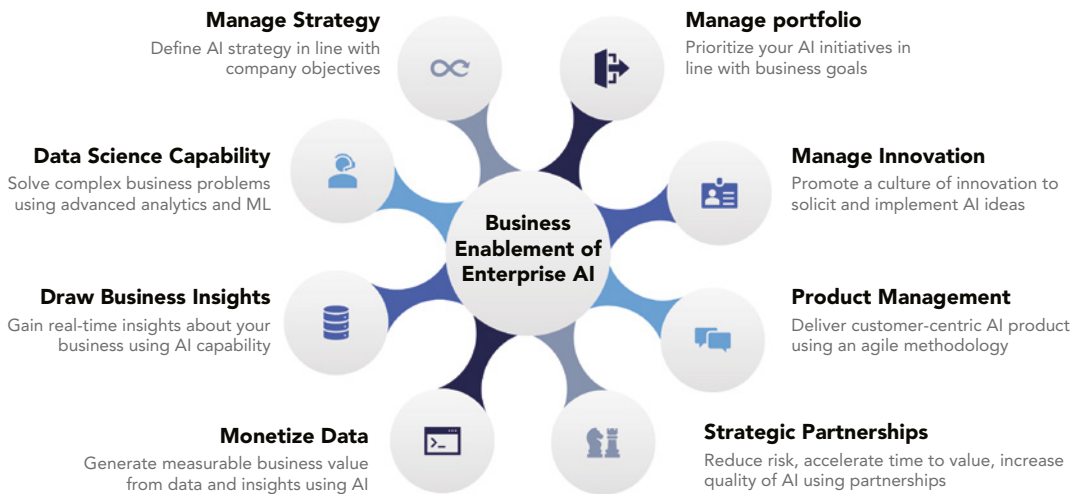 Manage Strategy
Define AI strategy in line with
company objectives
Manage portfolio
Prioritize your AI initiatives in
line with business goals
Data Science Capability
Solve complex business problems
using advanced analytics and ML
Manage Innovation
Promote a culture of innovation to
solicit and implement AI ideas
Business
Enablement of
Enterprise AI
Draw Business Insights
Gain real-time insights about your
business using AI capability
Product Management
Deliver customer-centric AI product
using an agile methodology
Monetize Data
Generate measurable business value
from data and insights using AI
Strategic Partnerships
Reduce risk, accelerate time to value, increase
quality of AI using partnerships